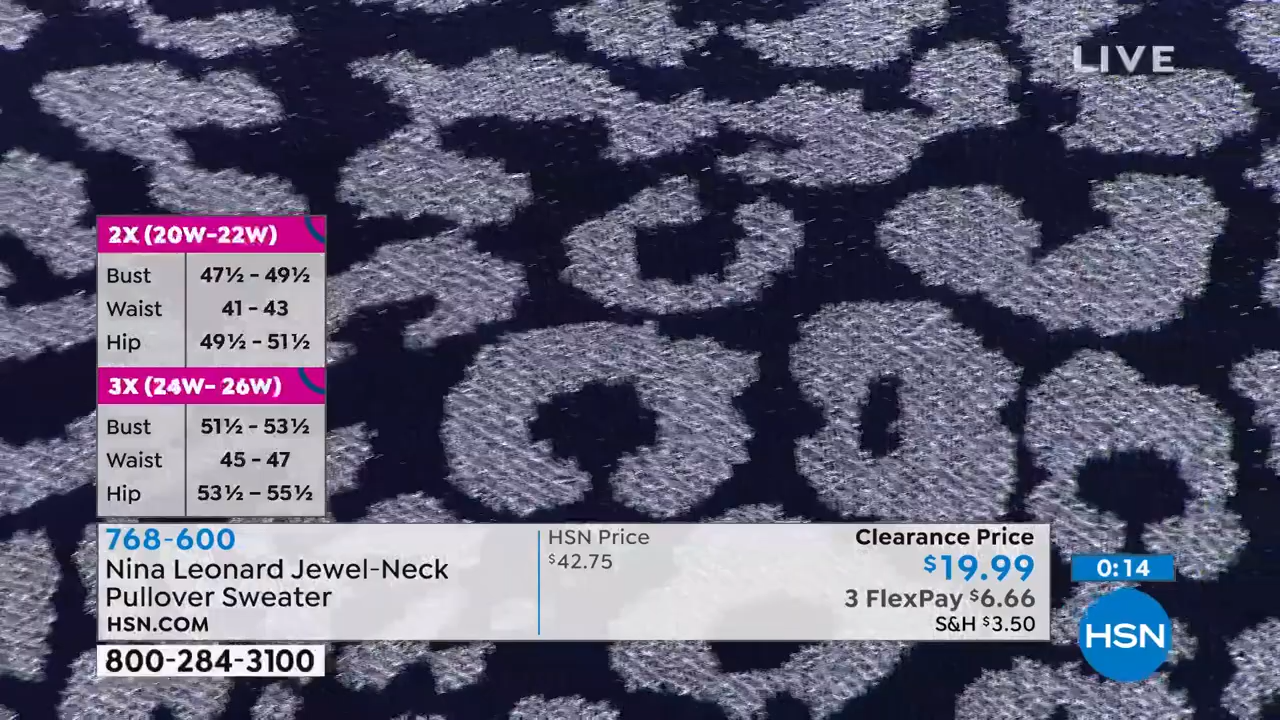 LIVE
2X (20W-22W)
Bust 47½ - 49½
Waist 41 - 43
Hip 49½ - 51½
3X (24W- 26W)
Bust 51½ - 53½
Waist 45 - 47
Hip 53½ - 55½
768-600
Nina Leonard Jewel-Neck
Pullover Sweater
HSN.COM
HSN Price
$42.75
Clearance Price
$19.99
3 FlexPay $6.66
S&H $3.50
0:14
HSN
800-284-3100